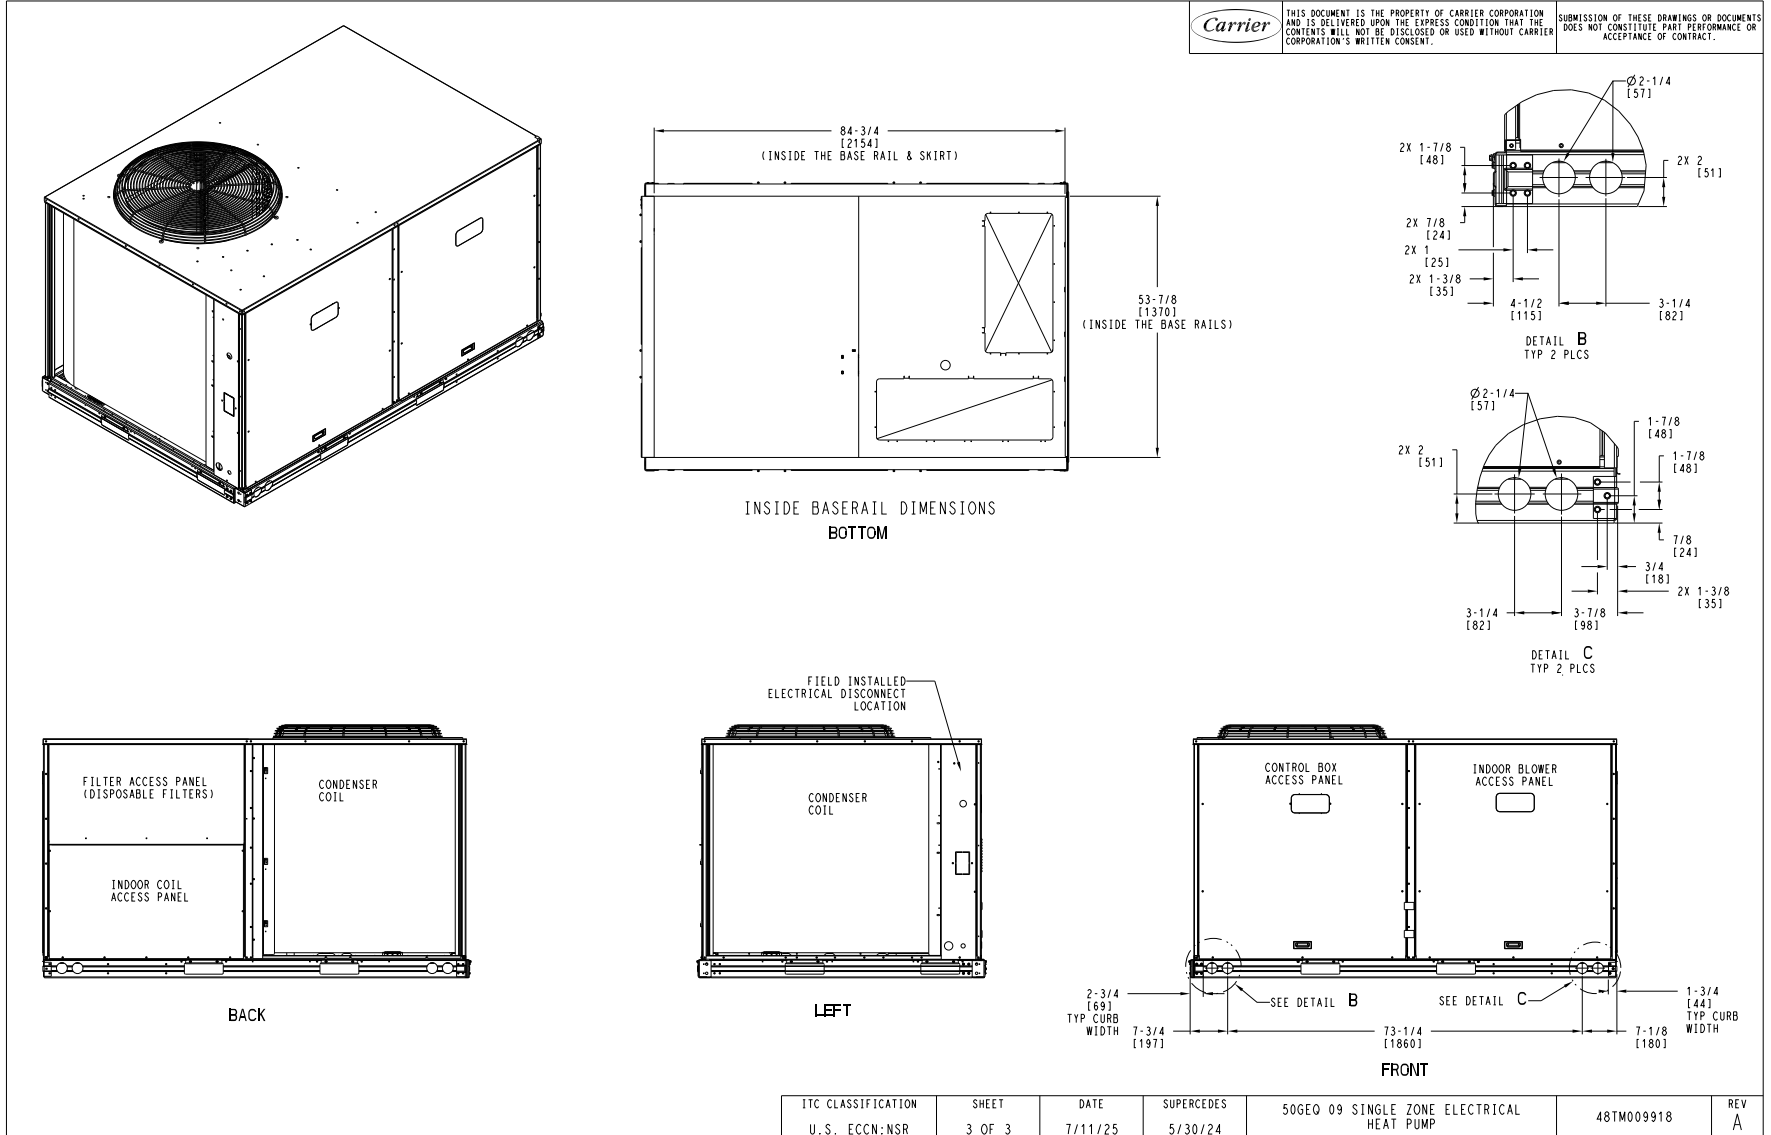 Carrier
THIS DOCUMENT IS THE PROPERTY OF CARRIER CORPORATION
AND IS DELIVERED UPON THE EXPRESS CONDITION THAT THE
CONTENTS WILL NOT BE DISCLOSED OR USED WITHOUT CARRIER
CORPORATION'S WRITTEN CONSENT.
SUBMISSION OF THESE DRAWINGS OR DOCUMENTS
DOES NOT CONSTITUTE PART PERFORMANCE OR
ACCEPTANCE OF CONTRACT.
84-3/4
[2154]
(INSIDE THE BASE RAIL & SKIRT)
53-7/8
[1370]
(INSIDE THE BASE RAILS)
INSIDE BASERAIL DIMENSIONS
BOTTOM
Ø2-1/4
[57]
2X 1-7/8
[48]
2X 2
[51]
2X 7/8
[24]
2X 1
[25]
2X 1-3/8
[35]
4-1/2
[115]
3-1/4
[82]
DETAIL B
TYP 2 PLCS
Ø2-1/4
[57]
1-7/8
[48]
2X 2
[51]
1-7/8
[48]
7/8
[24]
3/4
[18]
2X 1-3/8
[35]
3-1/4
[82]
3-7/8
[98]
DETAIL C
TYP 2 PLCS
FILTER ACCESS PANEL
(DISPOSABLE FILTERS)
CONDENSER
COIL
INDOOR COIL
ACCESS PANEL
BACK
FIELD INSTALLED
ELECTRICAL DISCONNECT
LOCATION
CONDENSER
COIL
LEFT
CONTROL BOX
ACCESS PANEL
INDOOR BLOWER
ACCESS PANEL
2-3/4
[69]
TYP CURB
WIDTH
7-3/4
[197]
SEE DETAIL B
SEE DETAIL C
73-1/4
[1860]
1-3/4
[44]
TYP CURB
WIDTH
7-1/8
[180]
FRONT
ITC CLASSIFICATION
U.S. ECCN:NSR
SHEET
3 OF 3
DATE
7/11/25
SUPERCEDES
5/30/24
50GEQ 09 SINGLE ZONE ELECTRICAL
HEAT PUMP
48TM009918
REV
A